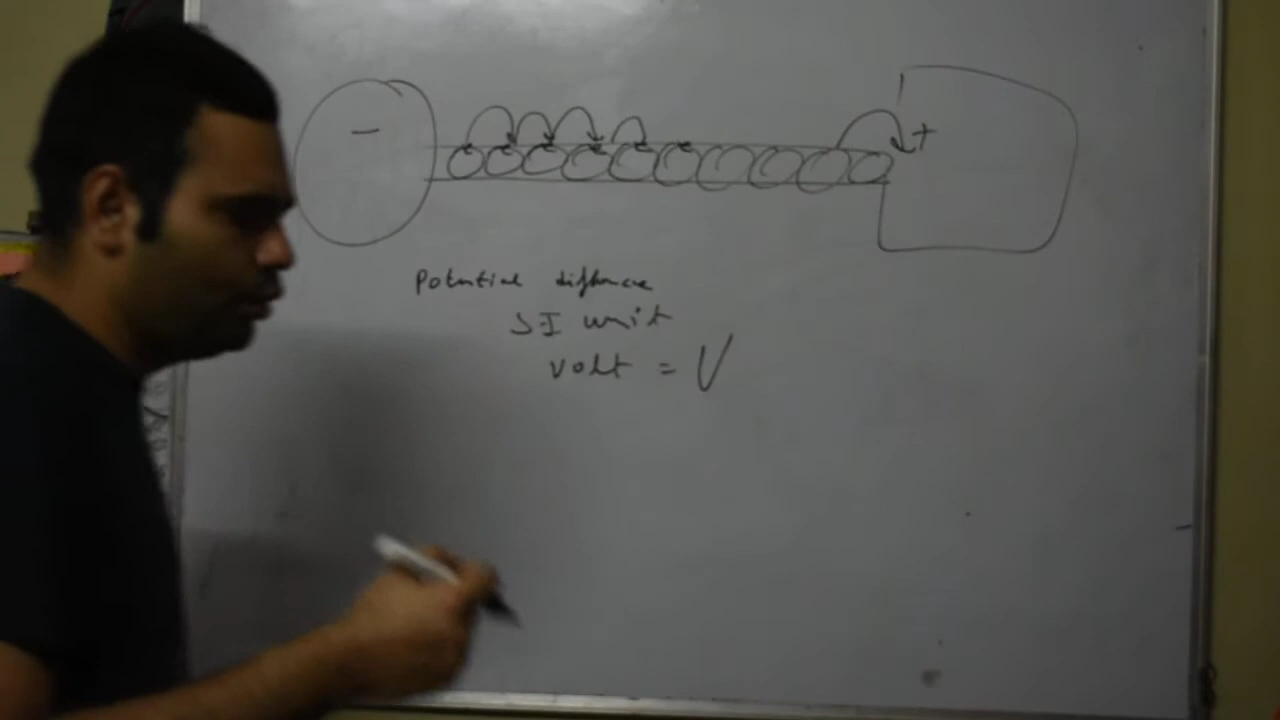 - +
Potential difference
S.I unit
volt = V